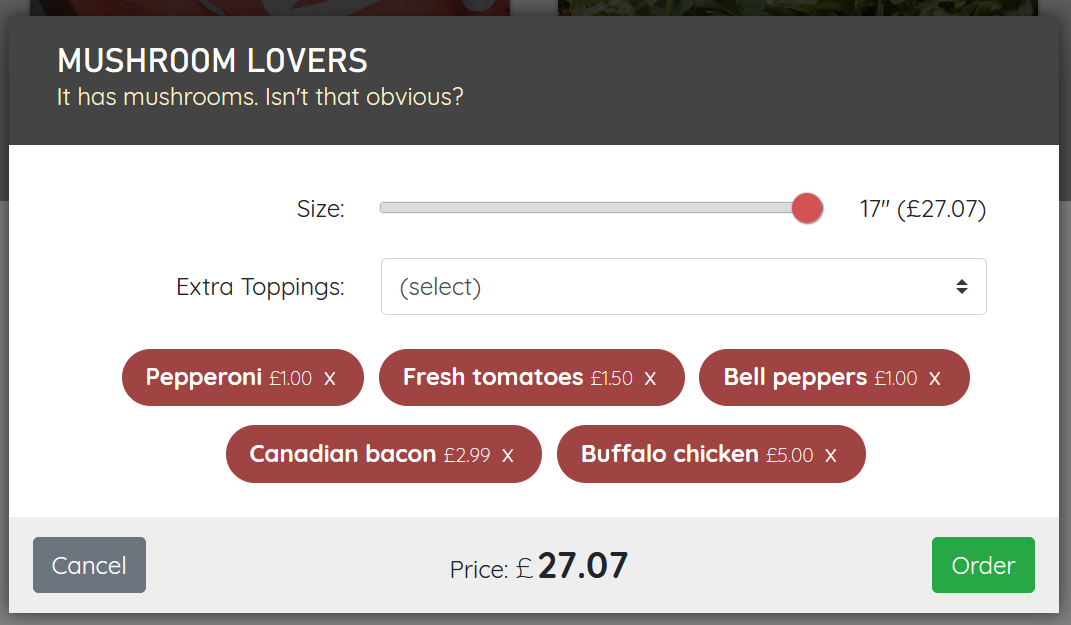 MUSHROOM LOVERS
It has mushrooms. Isn't that obvious?
Size: 17" (£27.07)
Extra Toppings: (select)
Pepperoni £1.00 x Fresh tomatoes £1.50 x Bell peppers £1.00 x
Canadian bacon £2.99 x Buffalo chicken £5.00 x
Cancel Price: £27.07 Order